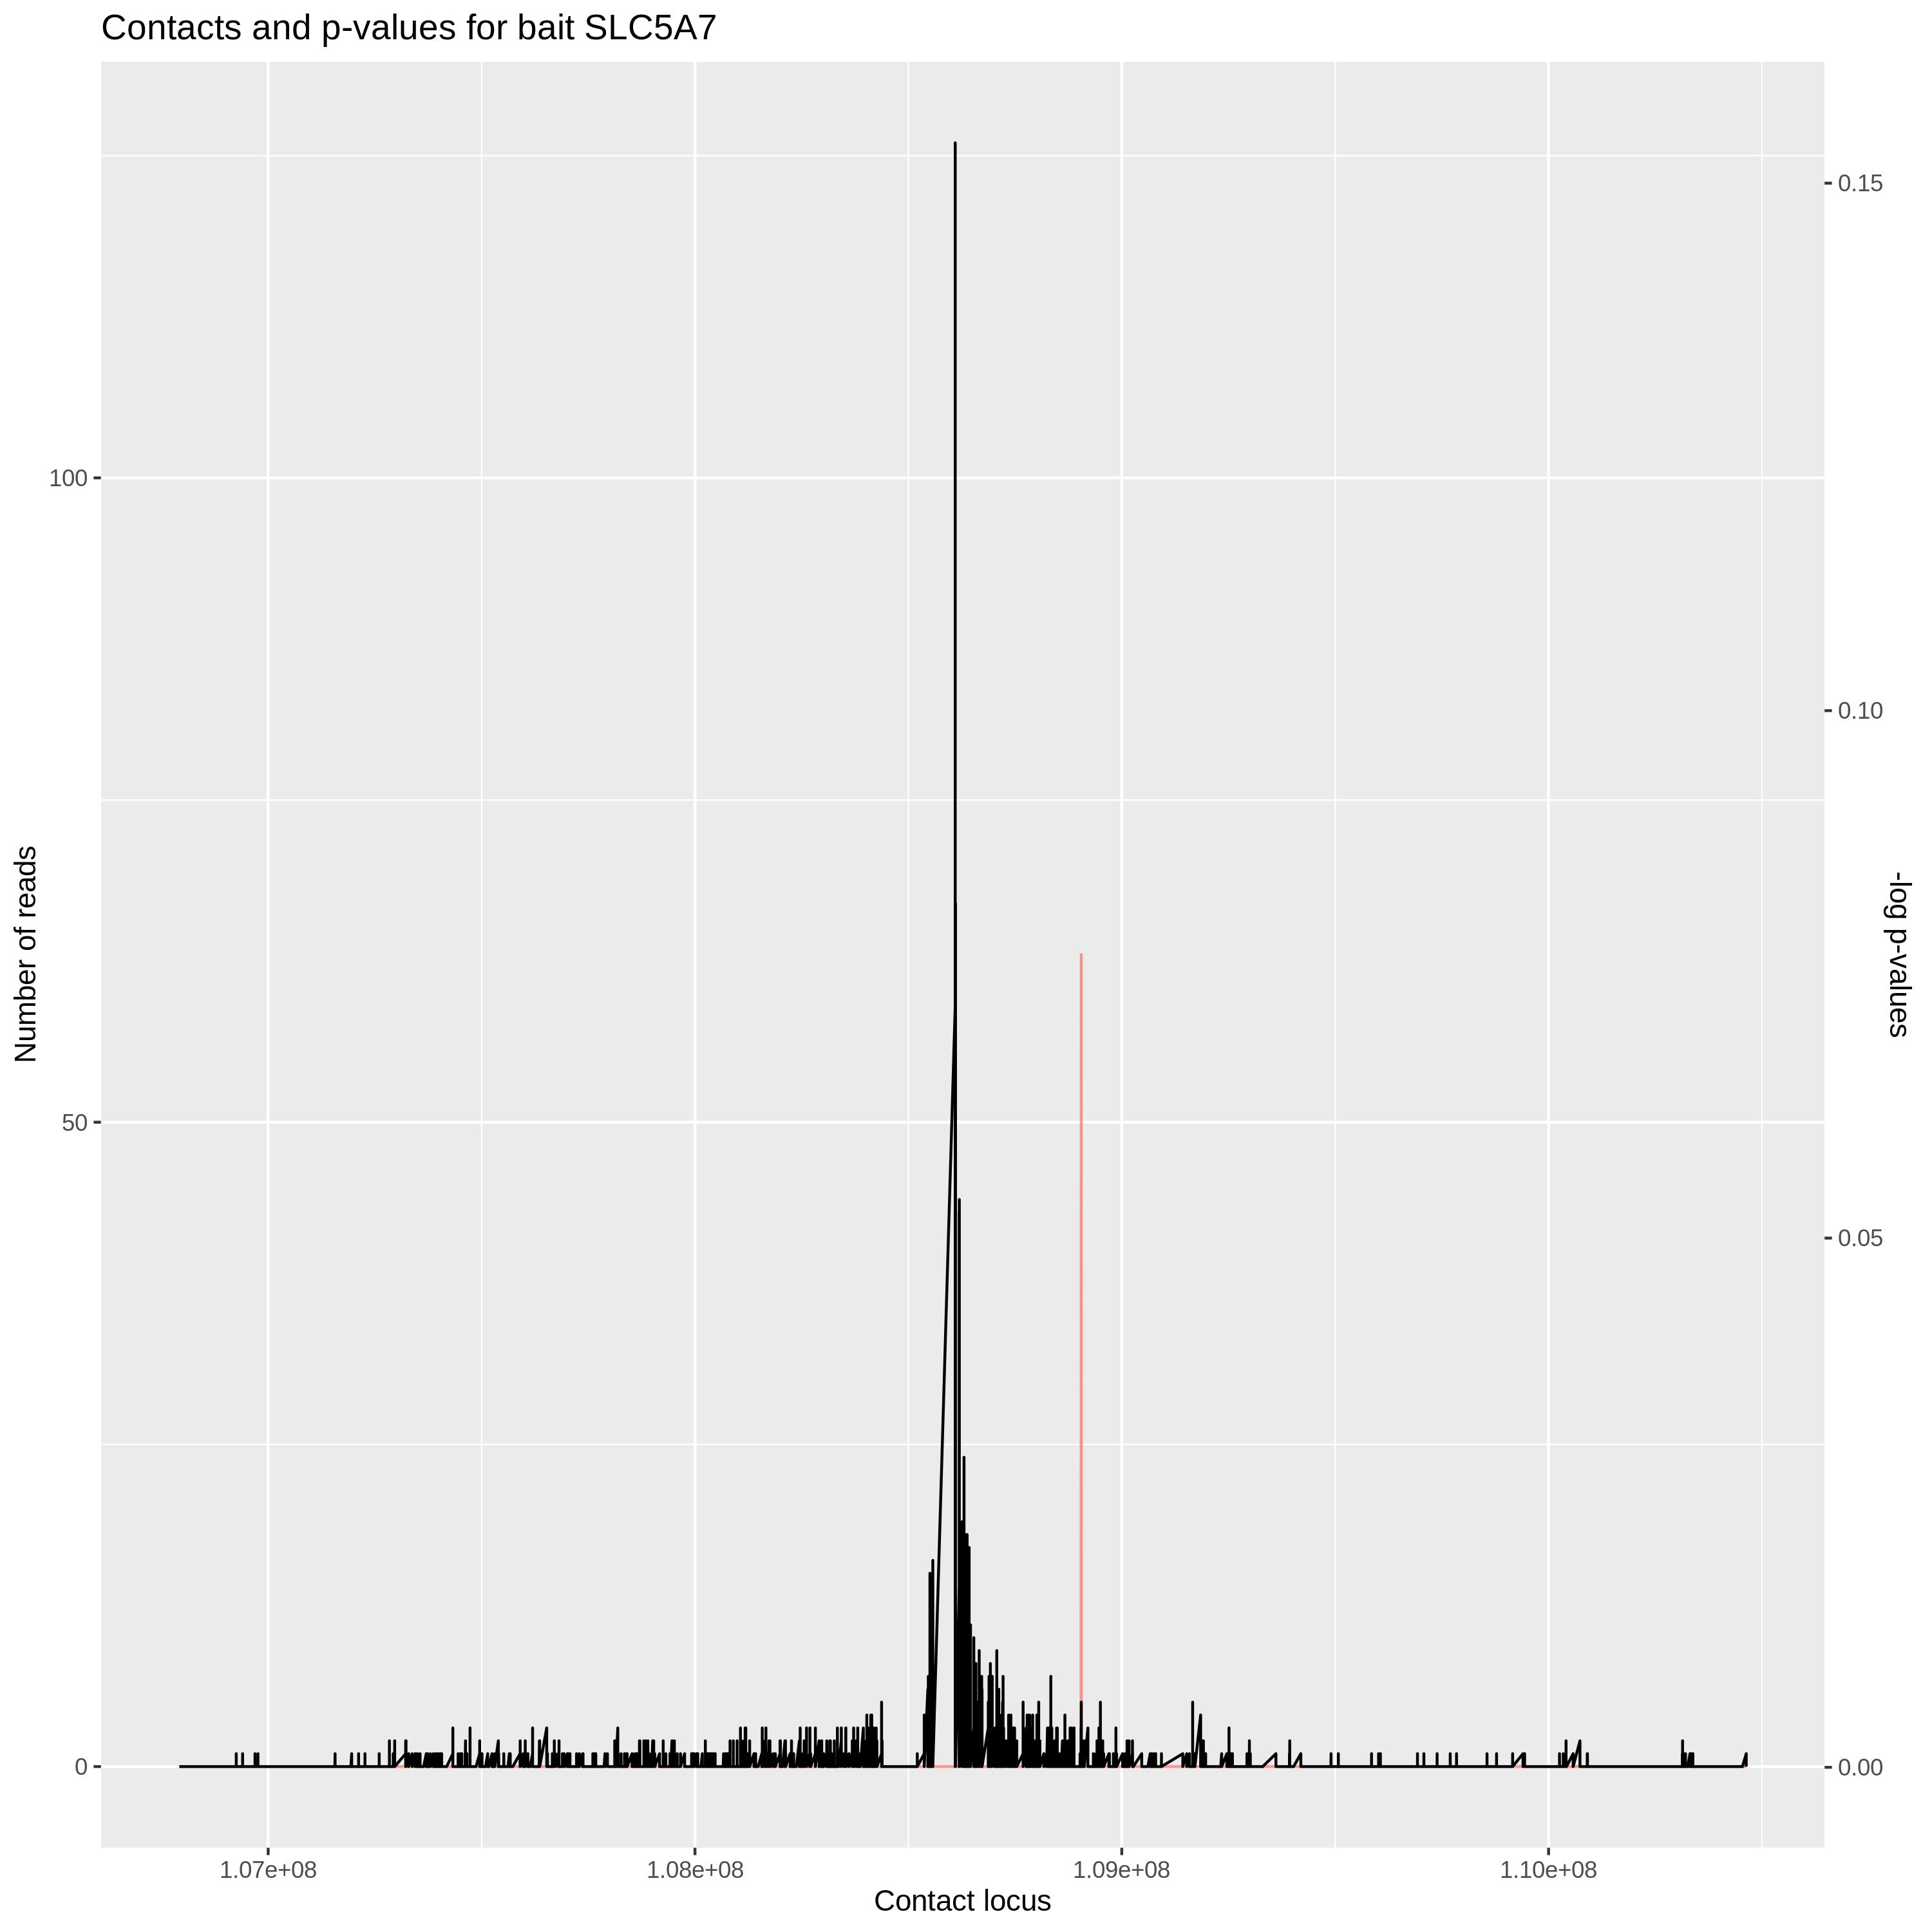 Contacts and p-values for bait SLC5A7
Number of reads
100
50
0
0.15
0.10
0.05
0.00
-log p-values
1.07e+08 1.08e+08 1.09e+08 1.10e+08
Contact locus